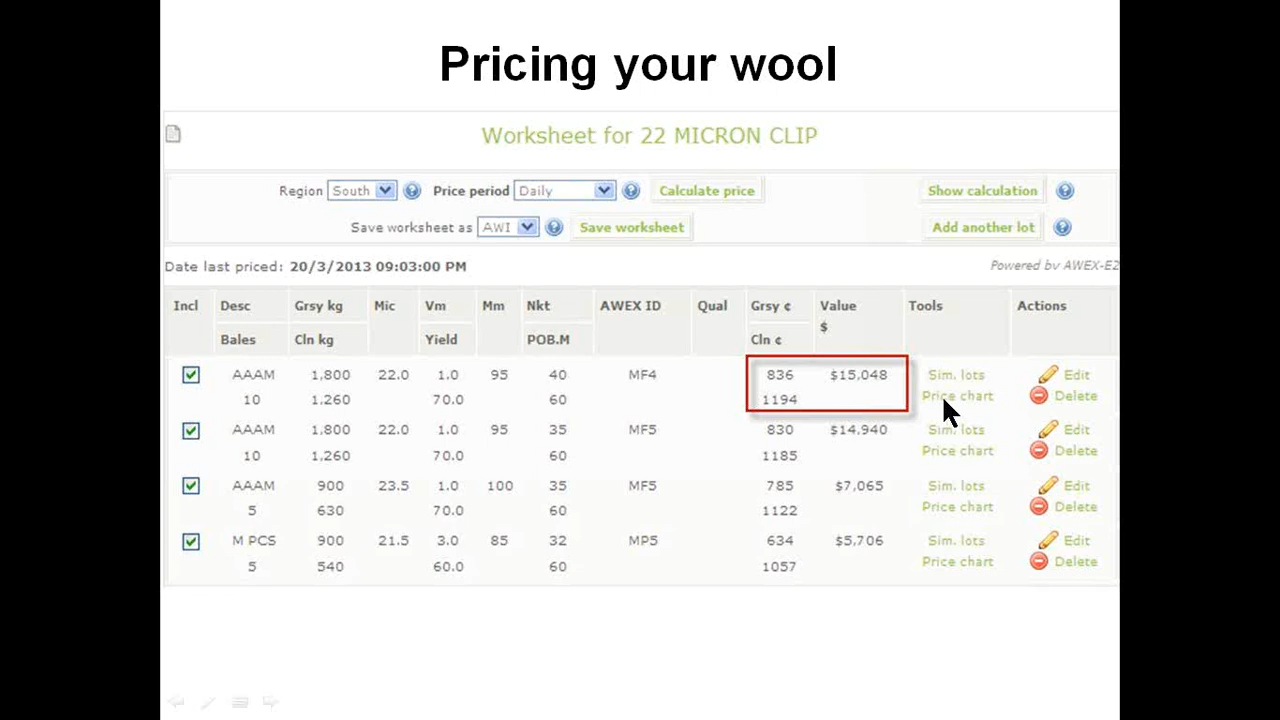 Pricing your wool
Worksheet for 22 MICRON CLIP
Region South Price period Daily Calculate price Show calculation
Save worksheet as AWI Save worksheet Add another lot
Date last priced: 20/3/2013 09:03:00 PM Powered by AWEX-E2
Incl Desc Grsy kg Mic Vm Mm Nkt AWEX ID Qual Grsy ¢ Value Tools Actions
$
Bales Cln kg Yield POB.M Cln ¢
AAAM 1,800 22.0 1.0 95 40 MF4 836 $15,048 Sim. lots Edit
10 1,260 70.0 60 1194 Price chart Delete
AAAM 1,800 22.0 1.0 95 35 MF5 830 $14,940 Sim. lots Edit
10 1,260 70.0 60 1185 Price chart Delete
AAAM 900 23.5 1.0 100 35 MF5 785 $7,065 Sim. lots Edit
5 630 70.0 60 1122 Price chart Delete
M PCS 900 21.5 3.0 85 32 MP5 634 $5,706 Sim. lots Edit
5 540 60.0 60 1057 Price chart Delete